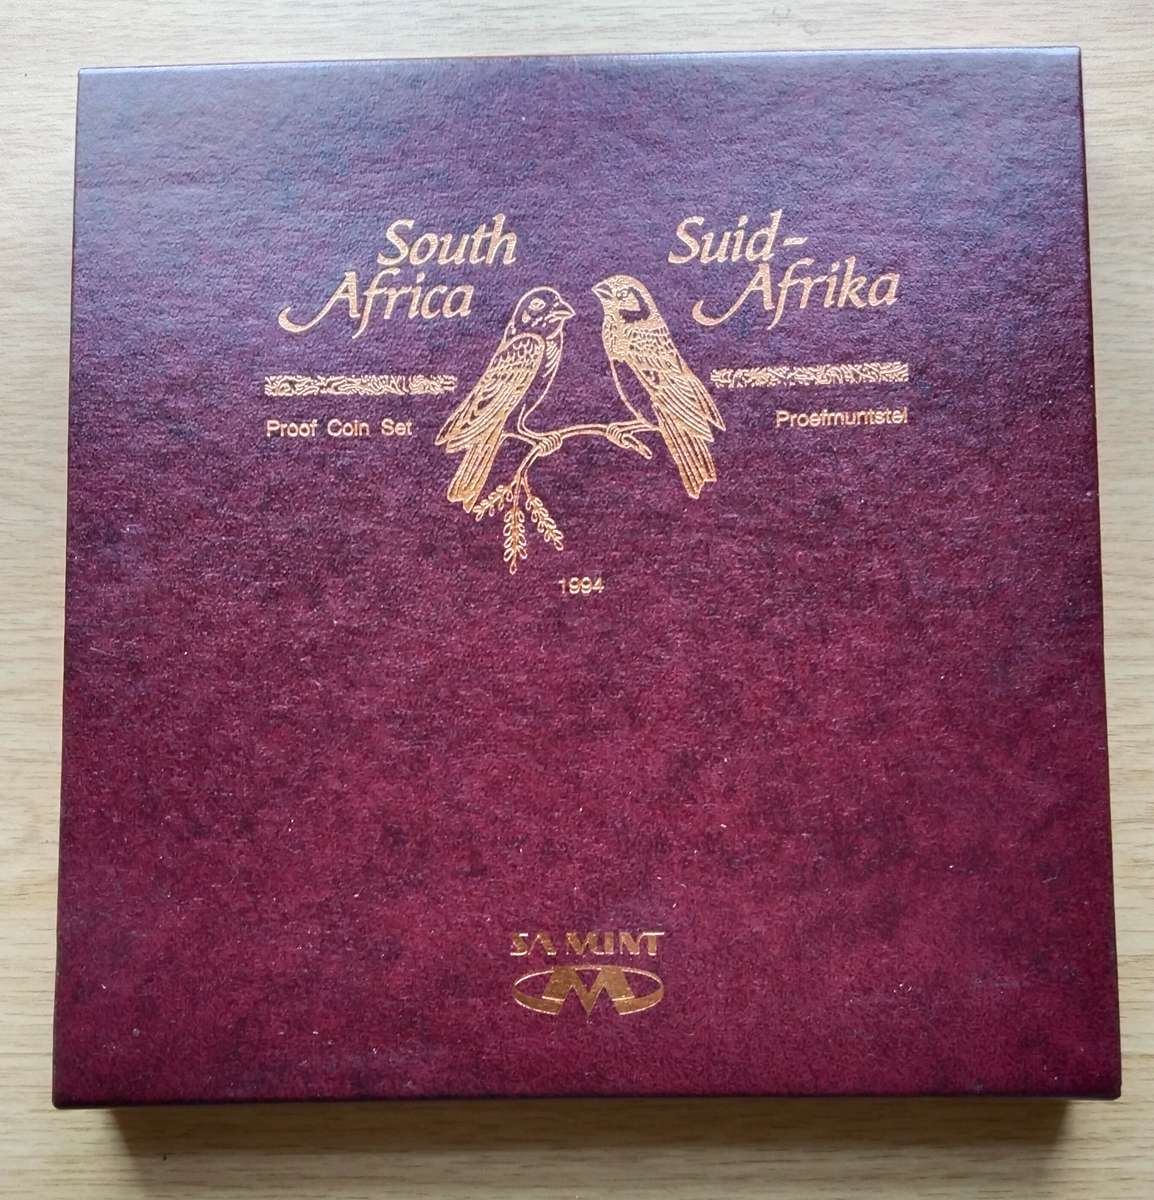 South
Africa
Proof Coin Set
Suid-
Afrika
Proefmuntstel
1994
SA MINT